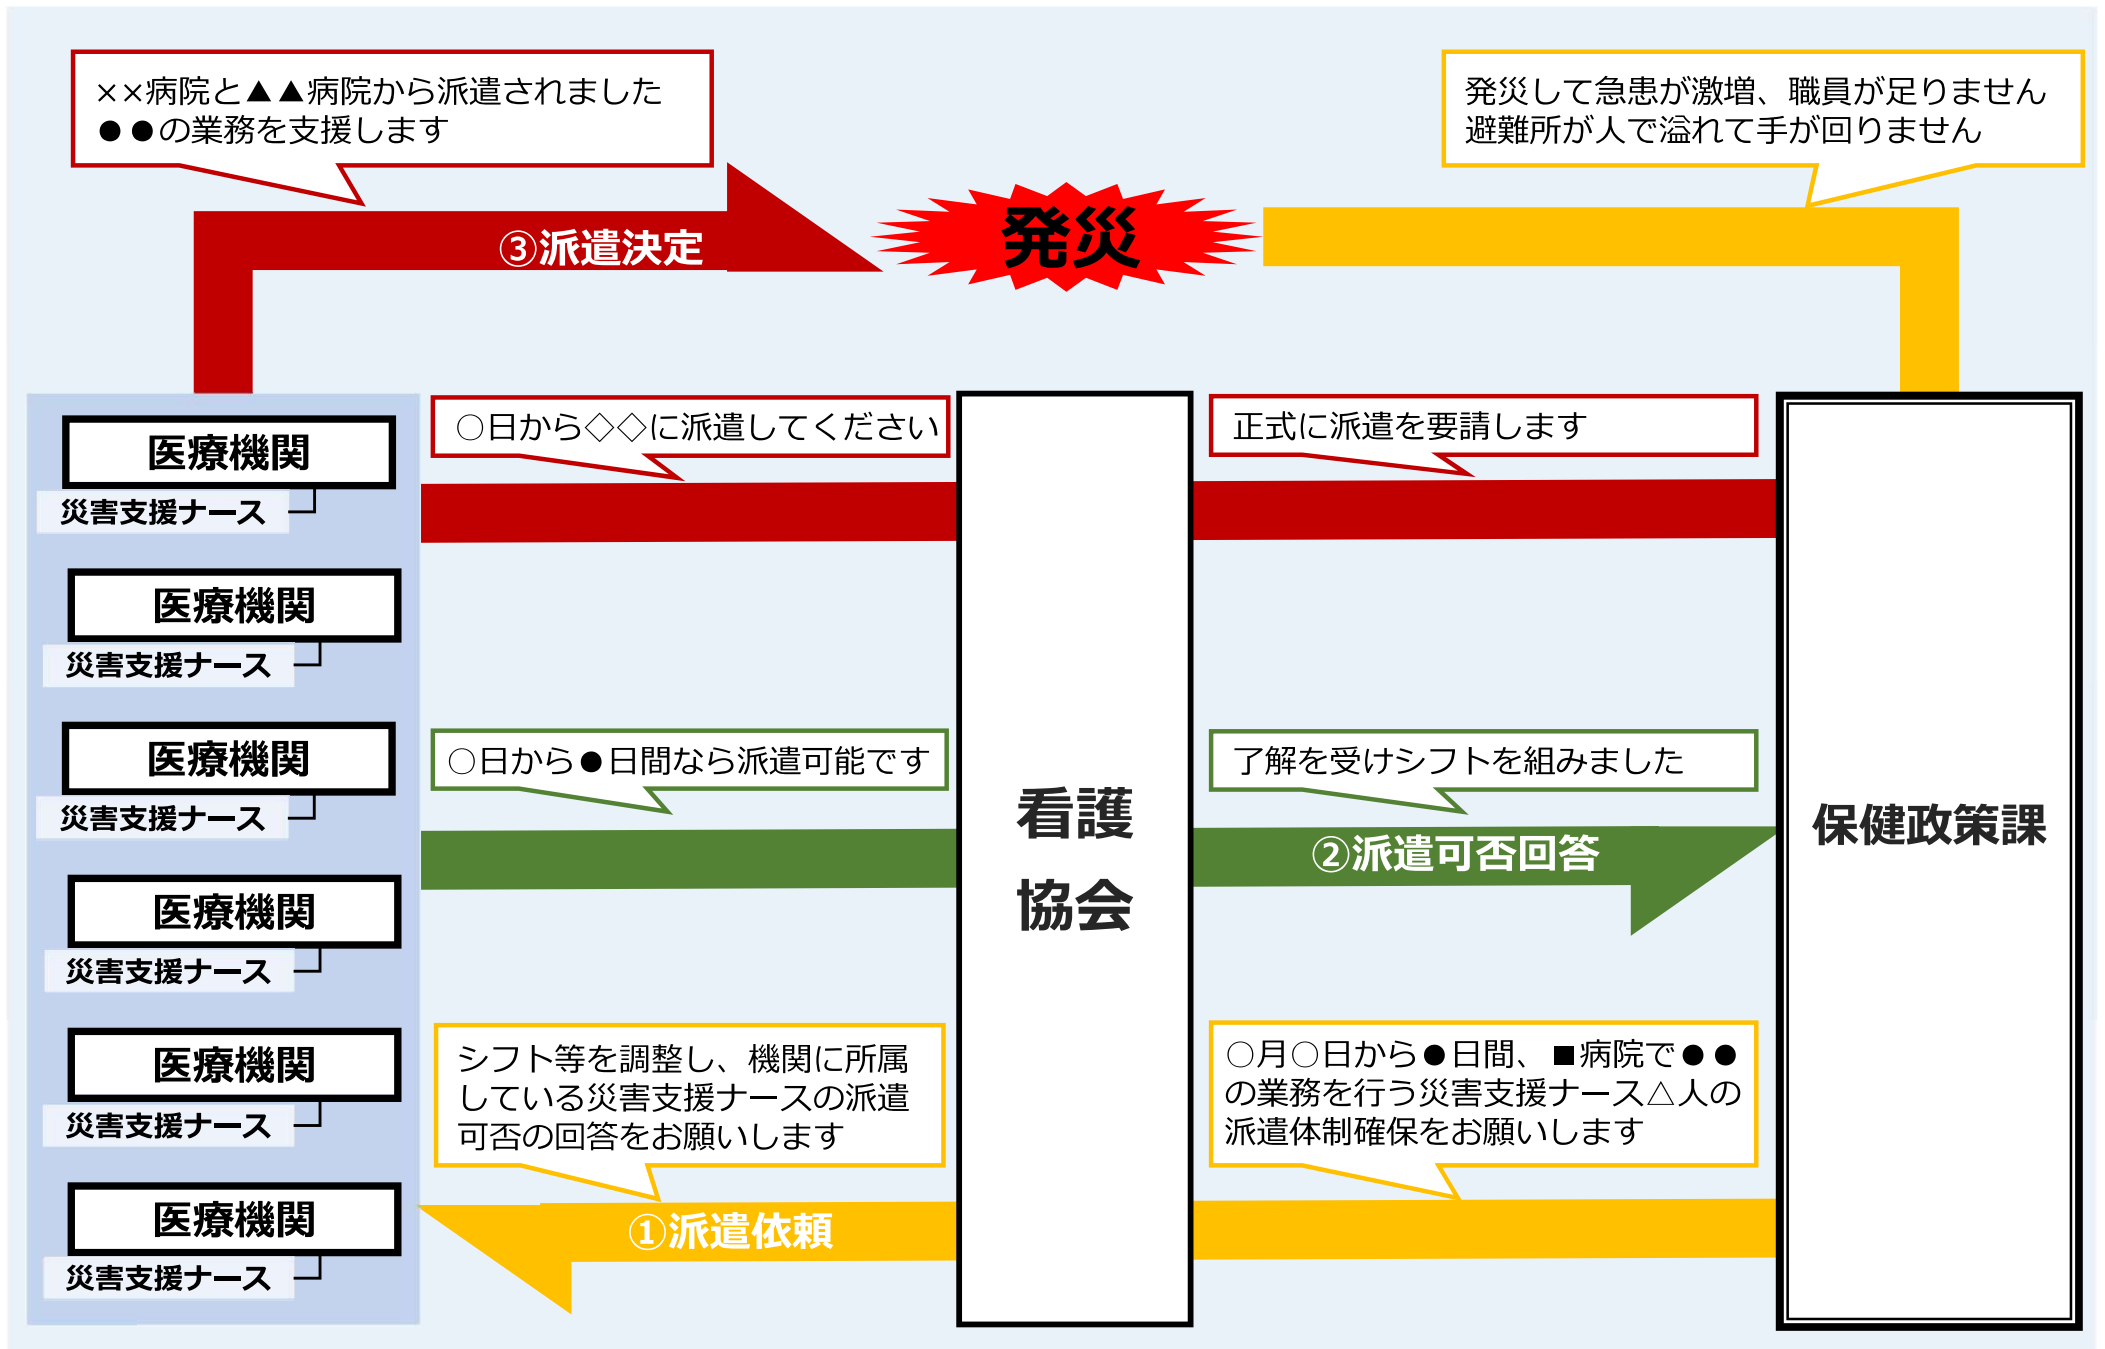 ××病院と▲▲病院から派遣されました
●●の業務を支援します
発災して急患が激増、職員が足りません
避難所が人で溢れて手が回りません
③派遣決定
発災
医療機関
災害支援ナース
医療機関
災害支援ナース
医療機関
災害支援ナース
医療機関
災害支援ナース
医療機関
災害支援ナース
医療機関
災害支援ナース
○日から◇◇に派遣してください
正式に派遣を要請します
○日から●日間なら派遣可能です
了解を受けシフトを組みました
②派遣可否回答
看護
協会
保健政策課
シフト等を調整し、機関に所属
している災害支援ナースの派遣
可否の回答をお願いします
○月○日から●日間、■病院で●●
の業務を行う災害支援ナース△人の
派遣体制確保をお願いします
①派遣依頼